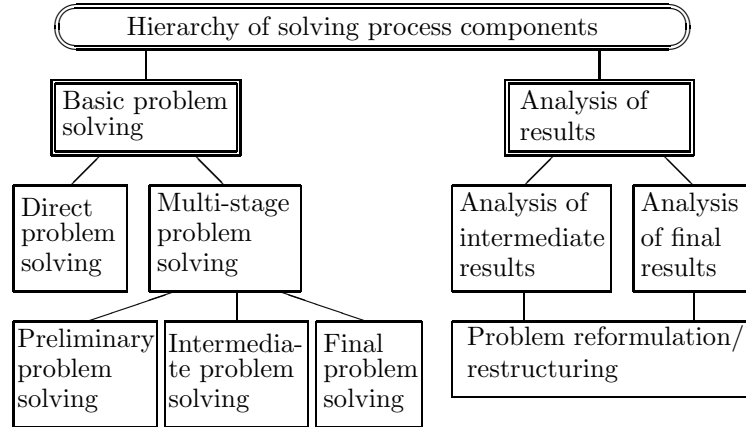 Hierarchy of solving process components
Basic problem
solving
Analysis of
results
Direct
problem
solving
Multi-stage
problem
solving
Analysis of
intermediate
results
Analysis
of final
results
Preliminary
problem
solving
Intermedia-
te problem
solving
Final
problem
solving
Problem reformulation/
restructuring